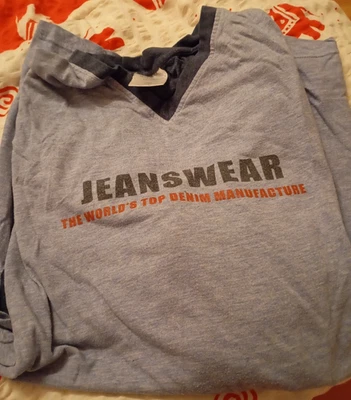 JEANSWEAR
THE WORLD'S TOP DENIM MANUFACTURE